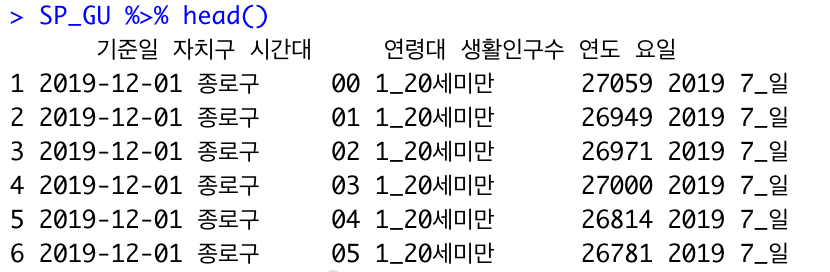 > SP_GU %>% head()
기준일 자치구 시간대 연령대 생활인구수 연도 요일
1 2019-12-01 종로구 00 1_20세미만 27059 2019 7_일
2 2019-12-01 종로구 01 1_20세미만 26949 2019 7_일
3 2019-12-01 종로구 02 1_20세미만 26971 2019 7_일
4 2019-12-01 종로구 03 1_20세미만 27000 2019 7_일
5 2019-12-01 종로구 04 1_20세미만 26814 2019 7_일
6 2019-12-01 종로구 05 1_20세미만 26781 2019 7_일